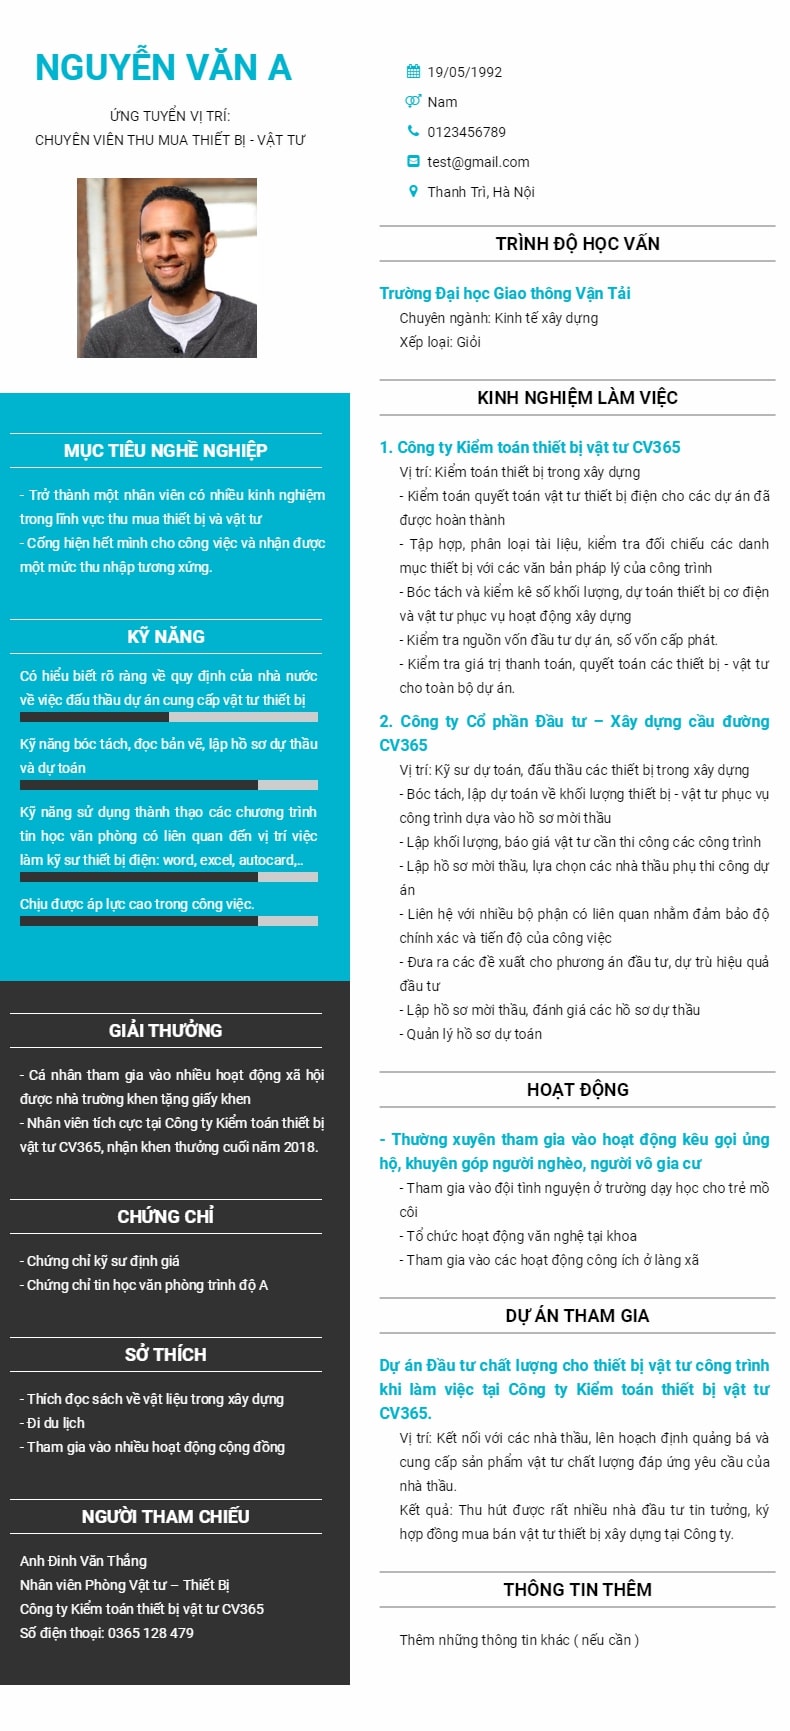 NGUYỄN VĂN A
ỨNG TUYỂN VỊ TRÍ:
CHUYÊN VIÊN THU MUA THIẾT BỊ - VẬT TƯ
MỤC TIÊU NGHỀ NGHIỆP
- Trở thành một nhân viên có nhiều kinh nghiệm
trong lĩnh vực thu mua thiết bị và vật tư
- Cống hiện hết mình cho công việc và nhận được
một mức thu nhập tương xứng.
KỸ NĂNG
Có hiểu biết rõ ràng về quy định của nhà nước
về việc đấu thầu dự án cung cấp vật tư thiết bị
Kỹ năng bóc tách, đọc bản vẽ, lập hồ sơ dự thầu
và dự toán
Kỹ năng sử dụng thành thạo các chương trình
tin học văn phòng có liên quan đến vị trí việc
làm kỹ sư thiết bị điện: word, excel, autocard,..
Chịu được áp lực cao trong công việc.
GIẢI THƯỞNG
- Cá nhân tham gia vào nhiều hoạt động xã hội
được nhà trường khen tặng giấy khen
- Nhân viên tích cực tại Công ty Kiểm toán thiết bị
vật tư CV365, nhận khen thưởng cuối năm 2018.
CHỨNG CHỈ
- Chứng chỉ kỹ sư định giá
- Chứng chỉ tin học văn phòng trình độ A
SỞ THÍCH
- Thích đọc sách về vật liệu trong xây dựng
- Đi du lịch
- Tham gia vào nhiều hoạt động cộng đồng
NGƯỜI THAM CHIẾU
Anh Đinh Văn Thắng
Nhân viên Phòng Vật tư – Thiết Bị
Công ty Kiểm toán thiết bị vật tư CV365
Số điện thoại: 0365 128 479
19/05/1992
Nam
0123456789
test@gmail.com
Thanh Trì, Hà Nội
TRÌNH ĐỘ HỌC VẤN
Trường Đại học Giao thông Vận Tải
Chuyên ngành: Kinh tế xây dựng
Xếp loại: Giỏi
KINH NGHIỆM LÀM VIỆC
1. Công ty Kiểm toán thiết bị vật tư CV365
Vị trí: Kiểm toán thiết bị trong xây dựng
- Kiểm toán quyết toán vật tư thiết bị điện cho các dự án đã
được hoàn thành
- Tập hợp, phân loại tài liệu, kiểm tra đối chiếu các danh
mục thiết bị với các văn bản pháp lý của công trình
- Bóc tách và kiểm kê số khối lượng, dự toán thiết bị cơ điện
và vật tư phục vụ hoạt động xây dựng
- Kiểm tra nguồn vốn đầu tư dự án, số vốn cấp phát.
- Kiểm tra giá trị thanh toán, quyết toán các thiết bị - vật tư
cho toàn bộ dự án.
2. Công ty Cổ phần Đầu tư – Xây dựng cầu đường
CV365
Vị trí: Kỹ sư dự toán, đấu thầu các thiết bị trong xây dựng
- Bóc tách, lập dự toán về khối lượng thiết bị - vật tư phục vụ
công trình dựa vào hồ sơ mời thầu
- Lập khối lượng, báo giá vật tư cần thi công các công trình
- Lập hồ sơ mời thầu, lựa chọn các nhà thầu phụ thi công dự
án
- Liên hệ với nhiều bộ phận có liên quan nhằm đảm bảo độ
chính xác và tiến độ của công việc
- Đưa ra các đề xuất cho phương án đầu tư, dự trù hiệu quả
đầu tư
- Lập hồ sơ mời thầu, đánh giá các hồ sơ dự thầu
- Quản lý hồ sơ dự toán
HOẠT ĐỘNG
- Thường xuyên tham gia vào hoạt động kêu gọi ủng
hộ, khuyên góp người nghèo, người vô gia cư
- Tham gia vào đội tình nguyện ở trường dạy học cho trẻ mồ
côi
- Tổ chức hoạt động văn nghệ tại khoa
- Tham gia vào các hoạt động công ích ở làng xã
DỰ ÁN THAM GIA
Dự án Đầu tư chất lượng cho thiết bị vật tư công trình
khi làm việc tại Công ty Kiểm toán thiết bị vật tư
CV365.
Vị trí: Kết nối với các nhà thầu, lên hoạch định quảng bá và
cung cấp sản phẩm vật tư chất lượng đáp ứng yêu cầu của
nhà thầu.
Kết quả: Thu hút được rất nhiều nhà đầu tư tin tưởng, ký
hợp đồng mua bán vật tư thiết bị xây dựng tại Công ty.
THÔNG TIN THÊM
Thêm những thông tin khác ( nếu cần )